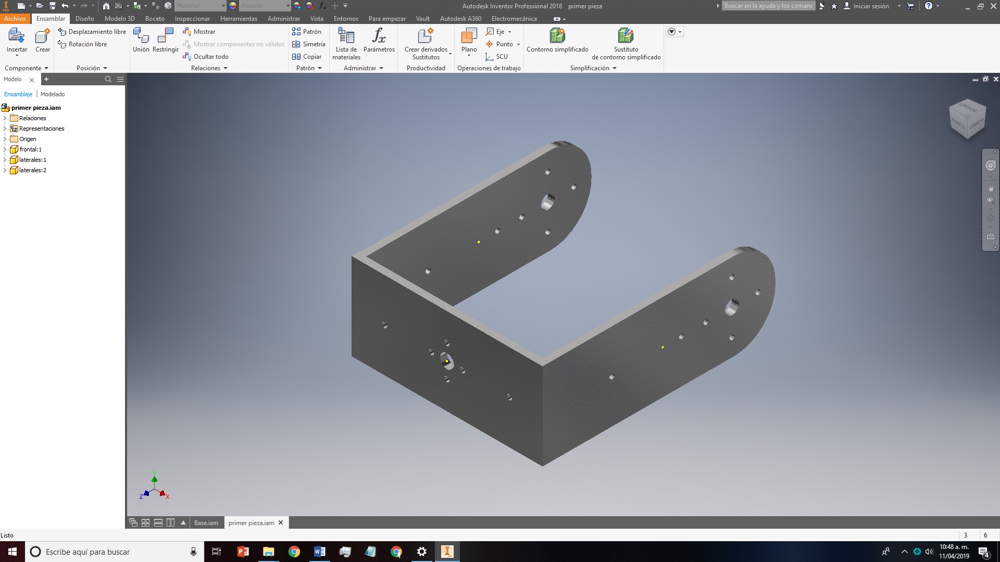 Material
Aspecto
Autodesk Inventor Professional 2018 primer pieza
Buscar en la ayuda y los comanc
Iniciar sesión
PRO
Archivo
Ensamblar
Diseño
Modelo 3D
Boceto
Inspeccionar
Herramientas
Administrar
Vista
Entornos
Para empezar
Vault
Autodesk A360
Electromecánica
Insertar
Crear
Componente
Desplazamiento libre
Rotación libre
Posición
Unión
Restringir
Mostrar
Mostrar componentes no válidos
Ocultar todo
Relaciones
Patrón
Simetría
Copiar
Patrón
Lista de
materiales
fx
Parámetros
Administrar
Crear derivados
Sustitutos
Productividad
Plano
Eje
Punto
SCU
Operaciones de trabajo
Contorno simplificado
Sustituto
de contorno simplificado
Simplificación
Modelo
Ensamblaje
Modelado
primer pieza.iam
Relaciones
Representaciones
Origen
frontal:1
laterales:1
laterales:2
SUPERIOR
FRONTAL
DERECHA
Y
Z
X
Base.iam
primer pieza.iam
Listo
3
6
Escribe aquí para buscar
10:48 a. m.
11/04/2019
4